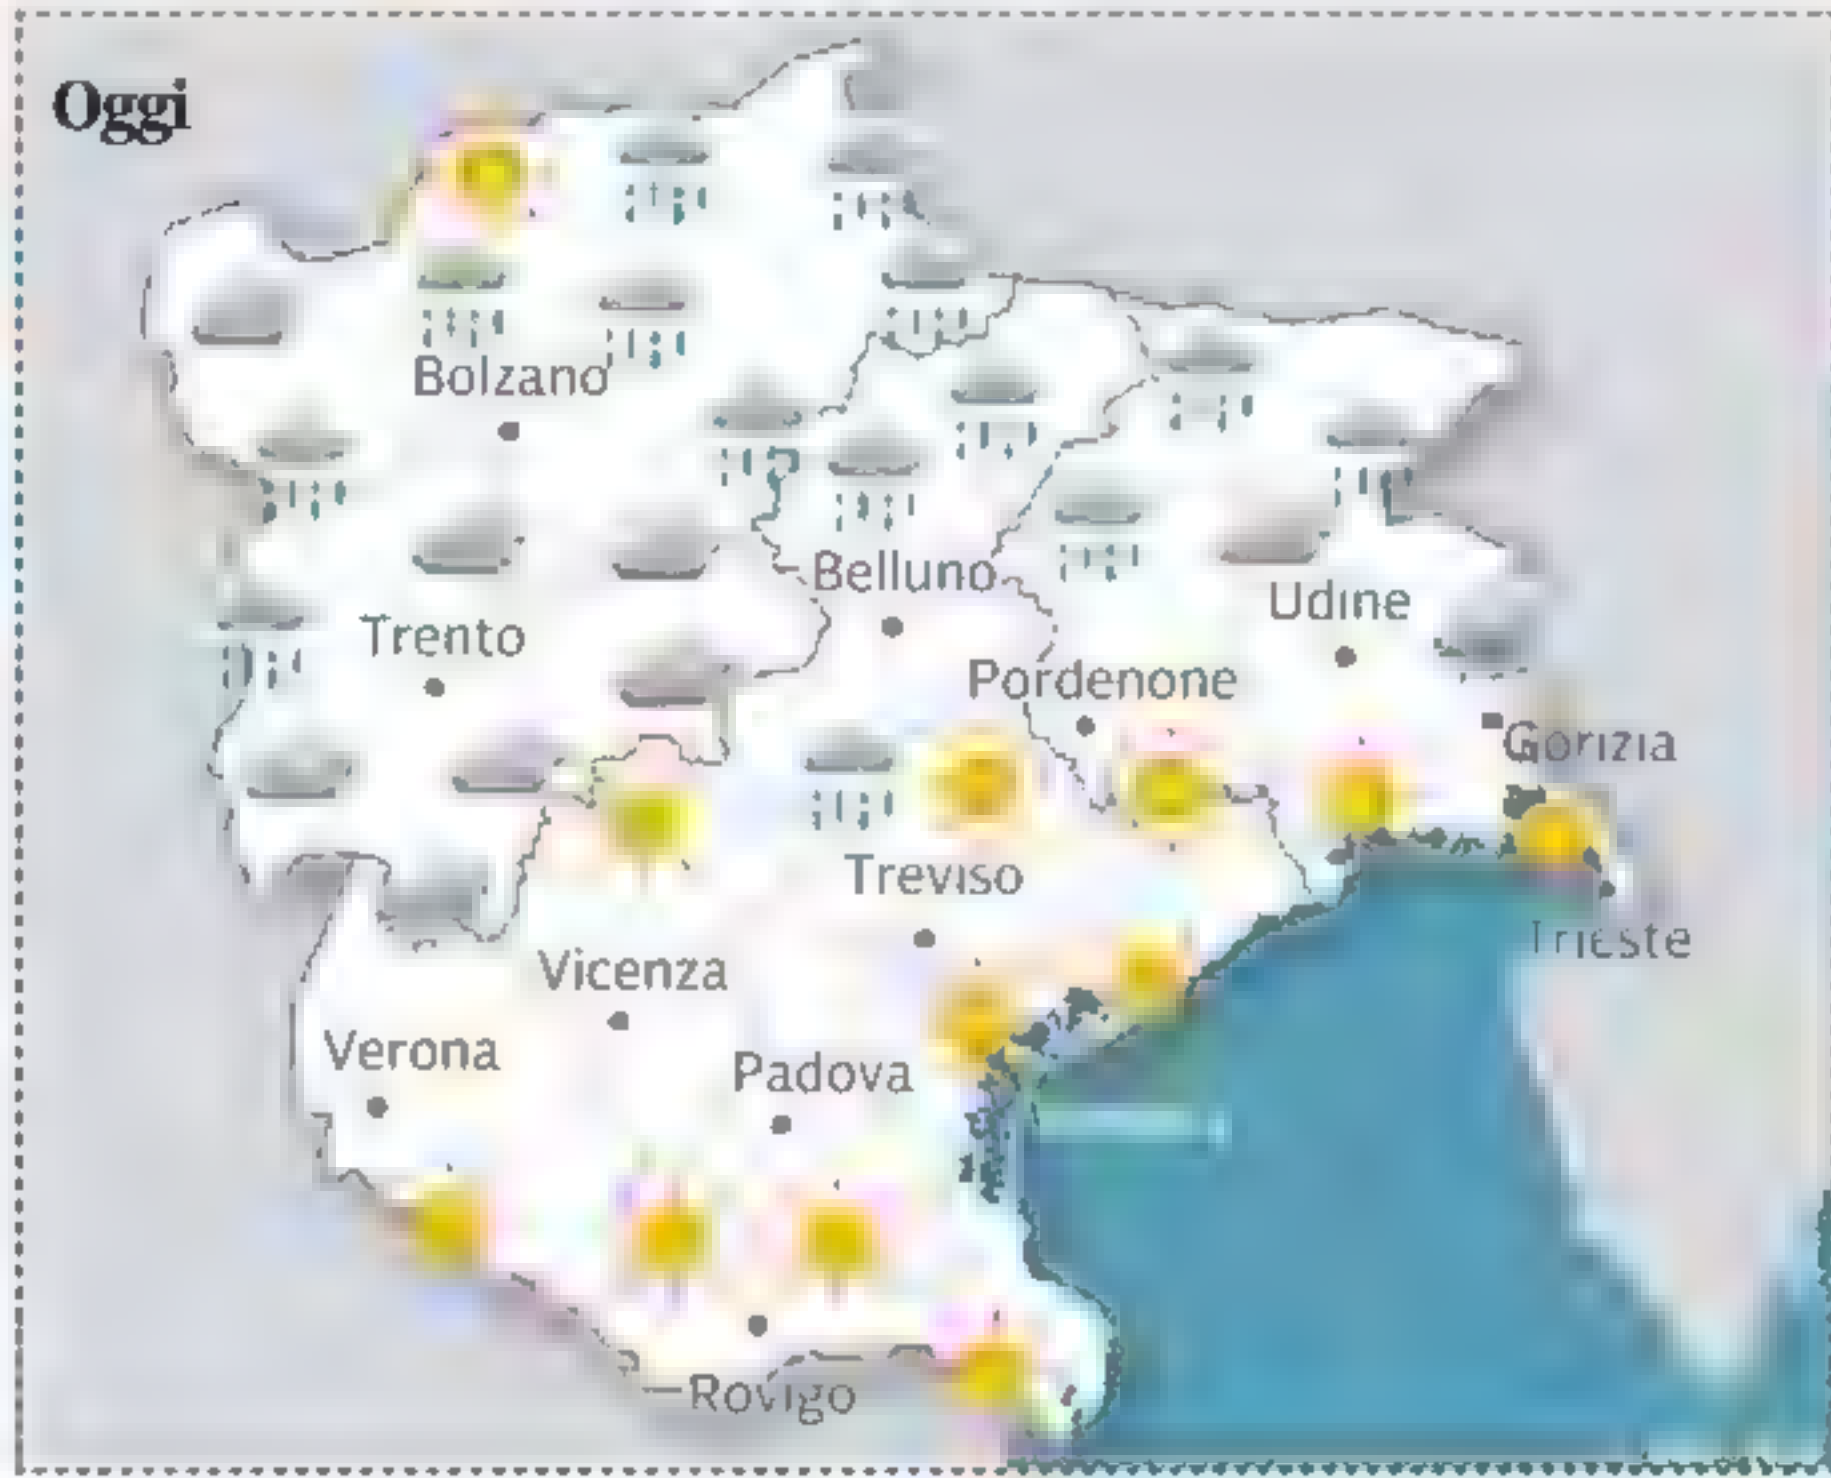 Oggi
Bolzano
Belluno
Udine
Trento
Pordenone
Gorizia
Treviso
Trieste
Vicenza
Verona
Padova
Rovigo